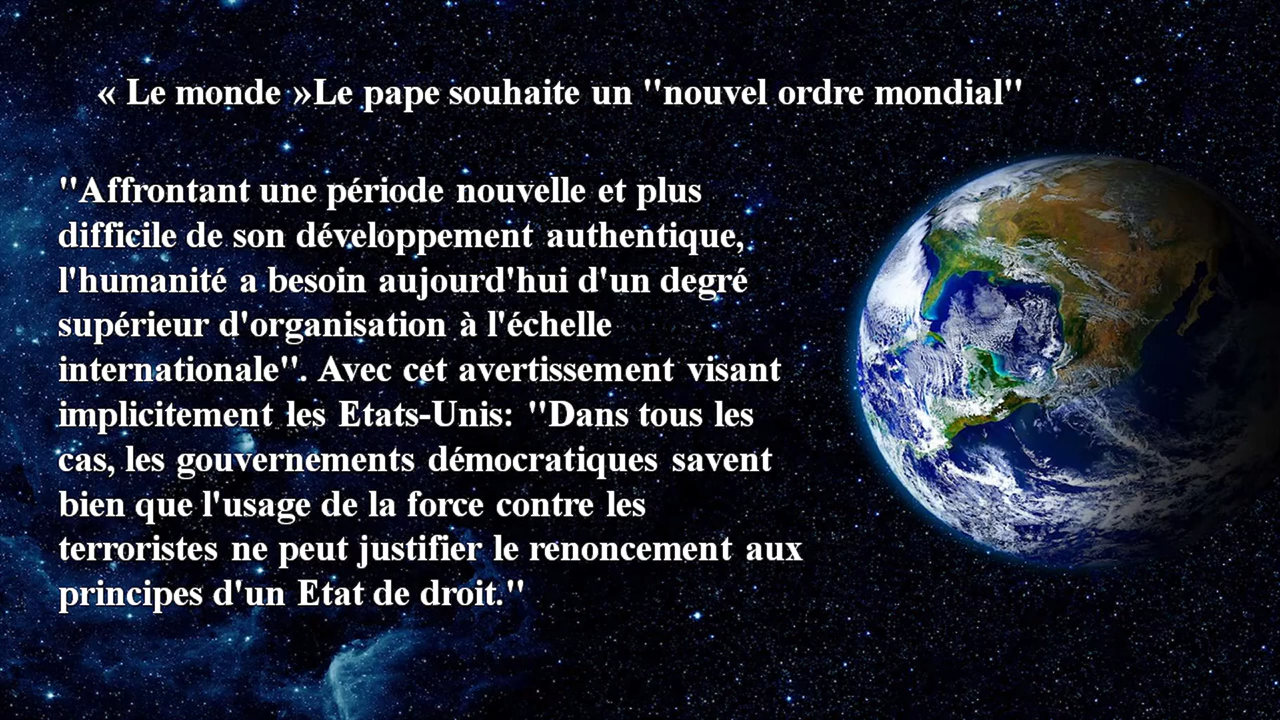 « Le monde »Le pape souhaite un "nouvel ordre mondial"
"Affrontant une période nouvelle et plus
difficile de son développement authentique,
l'humanité a besoin aujourd'hui d'un degré
supérieur d'organisation à l'échelle
internationale". Avec cet avertissement visant
implicitement les Etats-Unis: "Dans tous les
cas, les gouvernements démocratiques savent
bien que l'usage de la force contre les
terroristes ne peut justifier le renoncement aux
principes d'un Etat de droit."